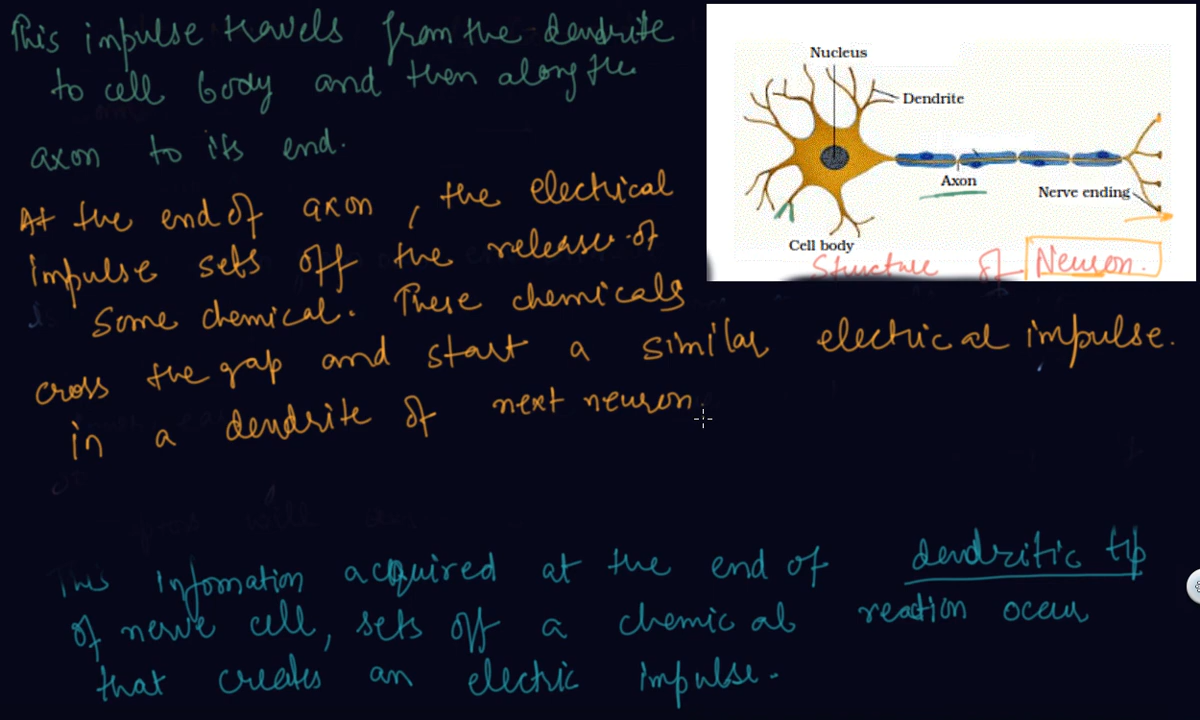 This impulse travels from the dendrite
to cell body and then along the
axon to its end.
At the end of axon, the electrical
impulse sets off the release of
Some chemical. These chemicals
cross the gap and start a similar electrical impulse.
in a dendrite of next neuron.
Nucleus
Dendrite
Axon
Nerve ending
Cell body
Structure of Neuron.
This Infomation acquired at the end of dendritic tip
of nerve cell, sets off a chemical reaction occur
that creates an electric impulse.